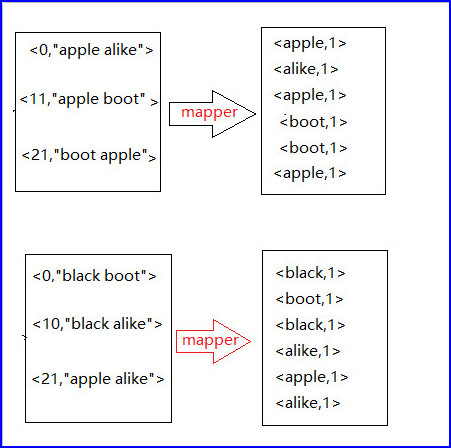 <0,"apple alike">
<11,"apple boot" >
<21,"boot apple">
mapper
<apple,1>
<alike,1>
<apple,1>
<boot,1>
<boot,1>
<apple,1>
<0,"black boot">
<10,"black alike">
<21,"apple alike">
mapper
<black,1>
<boot,1>
<black,1>
<alike,1>
<apple,1>
<alike,1>